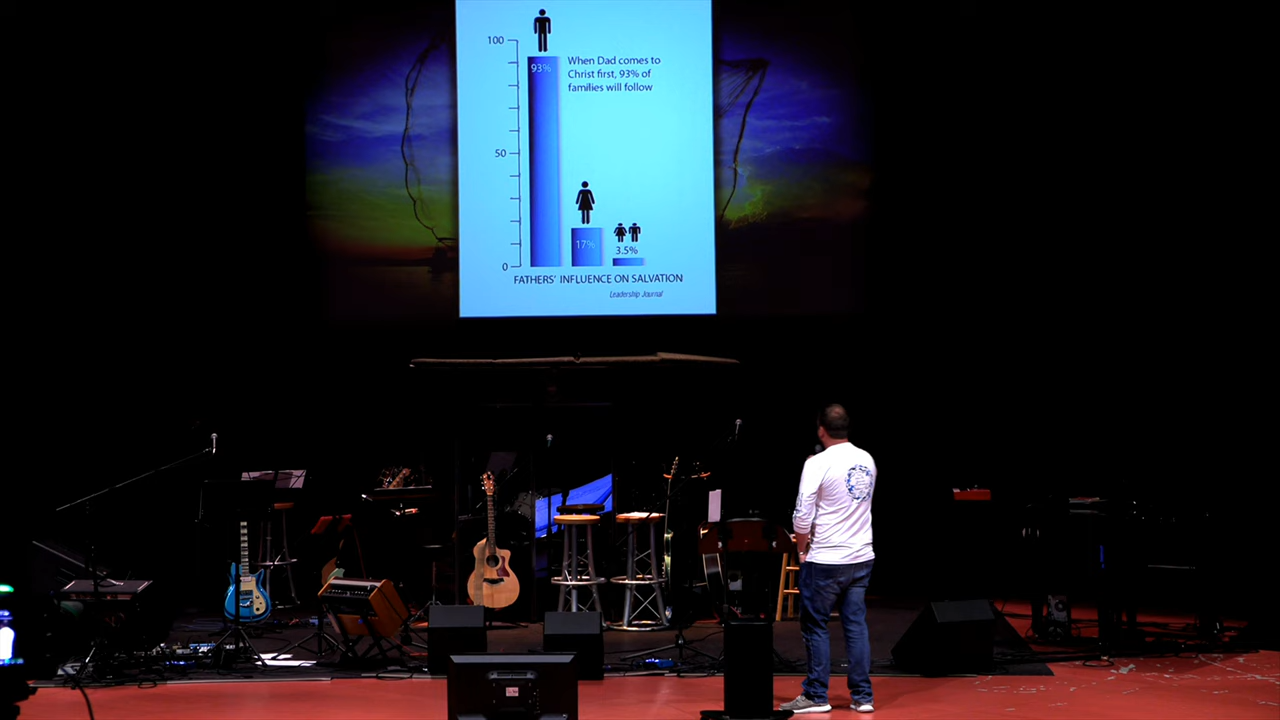 100
93%
When Dad comes to
Christ first, 93% of
families will follow
50
17%
3.5%
0
FATHERS' INFLUENCE ON SALVATION
Leadership Journal